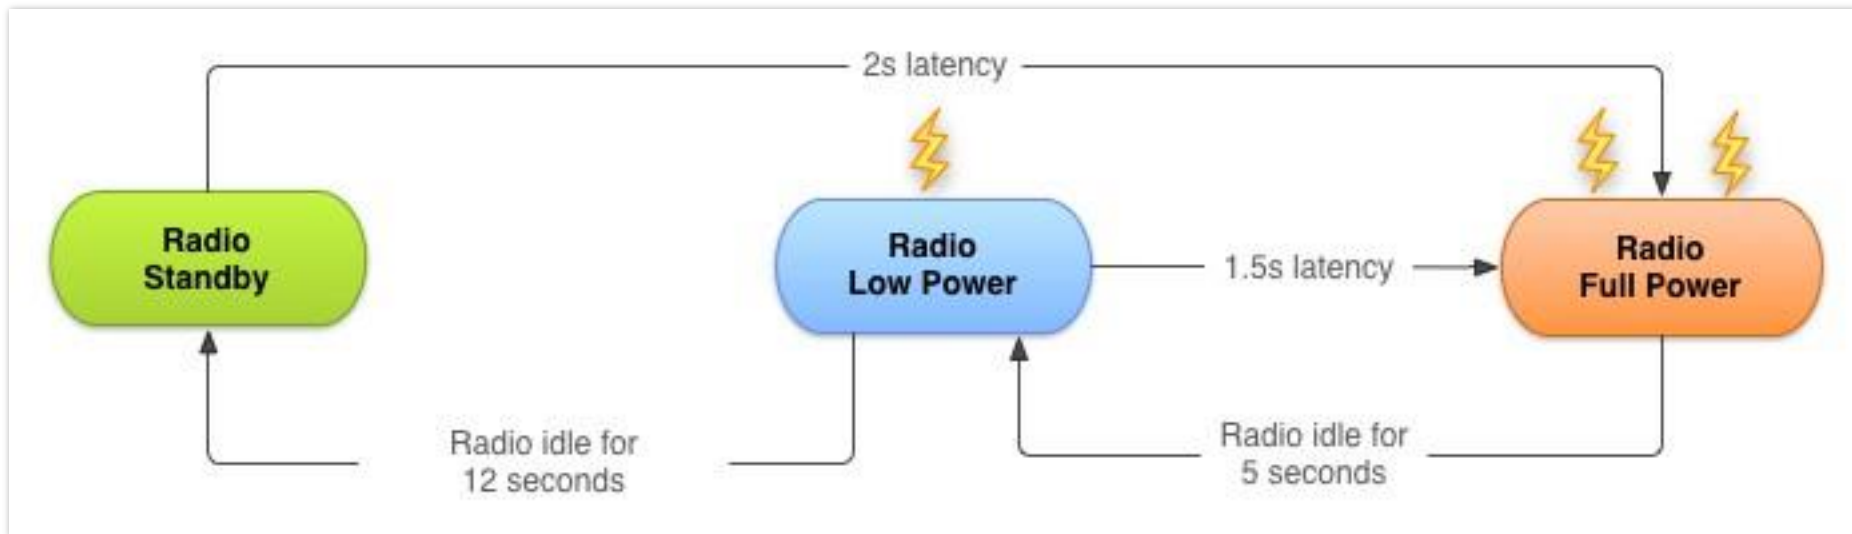 2s latency
Radio
Standby
Radio
Low Power
1.5s latency
Radio
Full Power
Radio idle for
12 seconds
Radio idle for
5 seconds